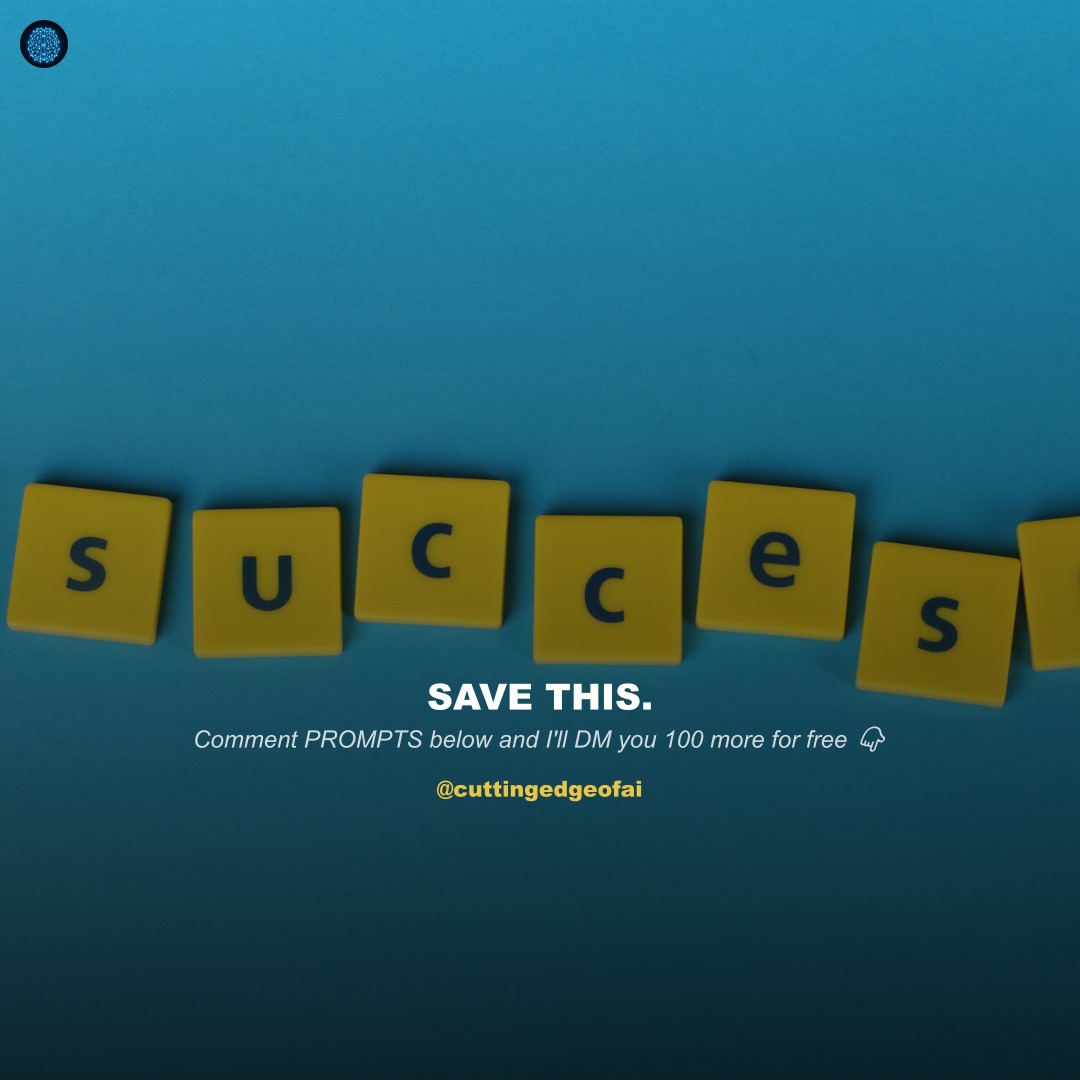 s u c c e s
SAVE THIS.
Comment PROMPTS below and I'll DM you 100 more for free
@cuttingedgeofai